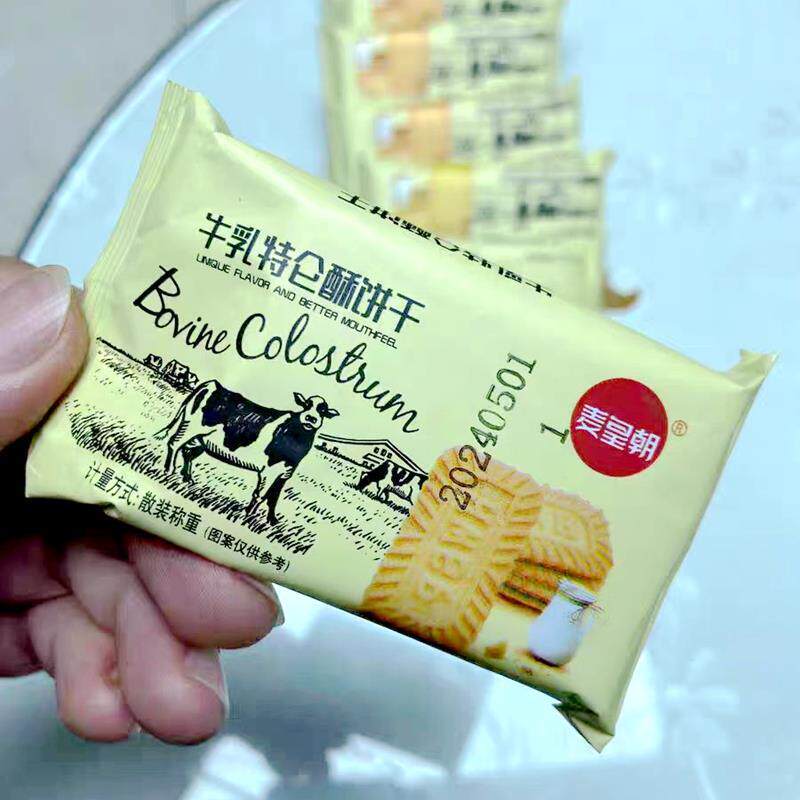 牛乳特仑酥饼干
UNIQUE FLAVOR AND BETTER MOUTHFEEL
Bovine Colostrum
20240501
1
麦皇朝®
计量方式:散装称重(图案仅供参考)